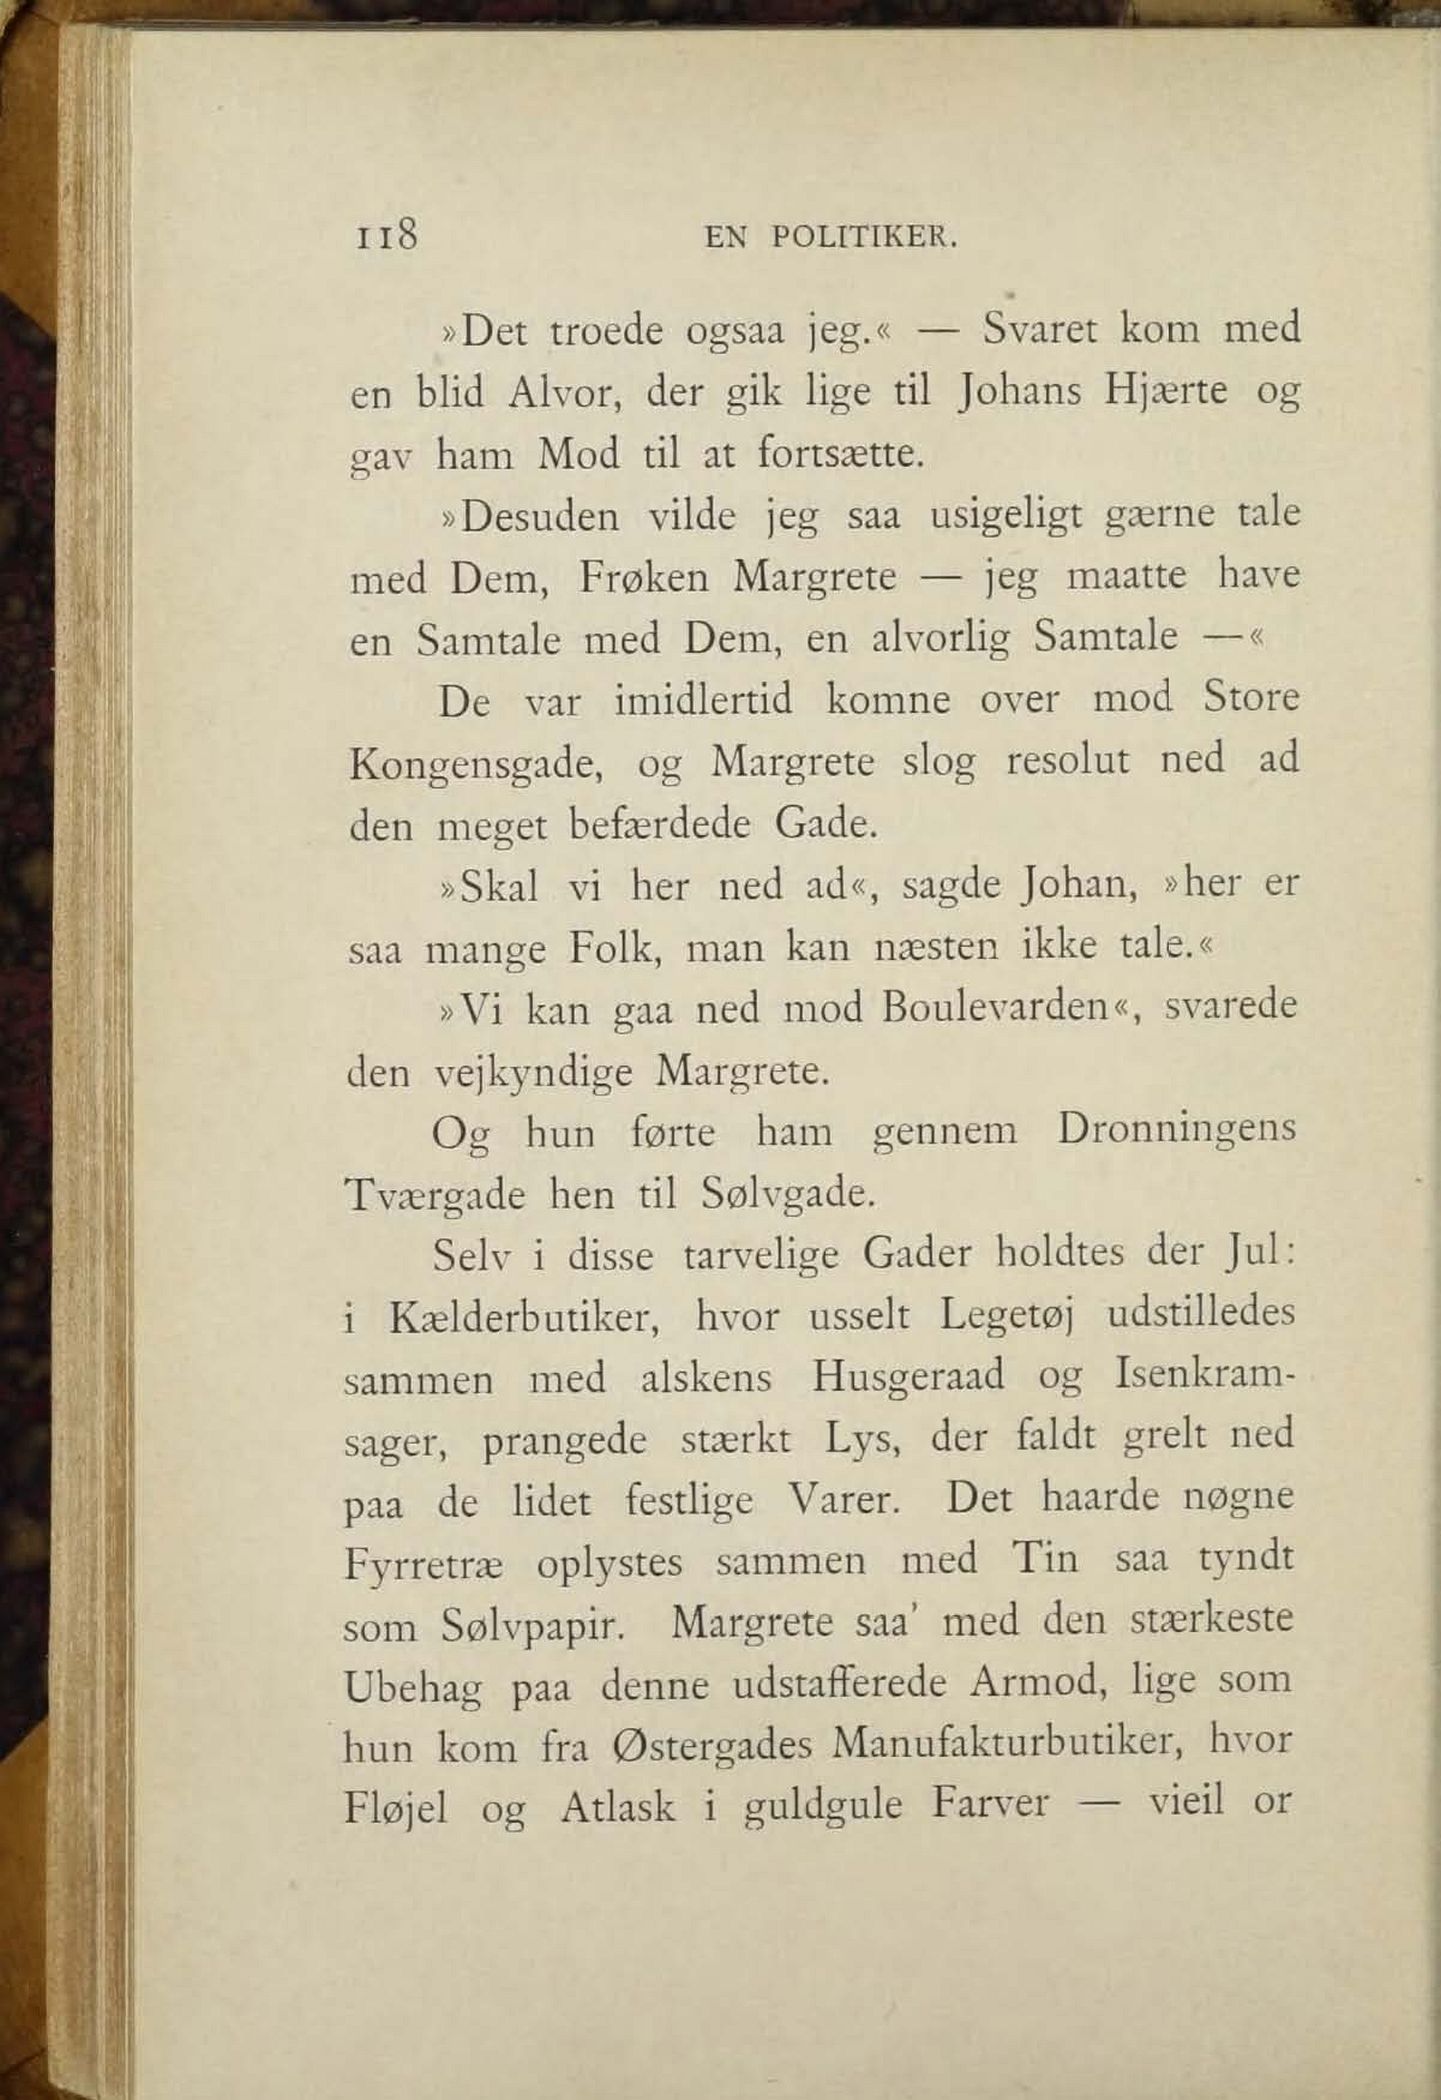 118 EN POLITIKER.
»Det troede ogsaa jeg.« — Svaret kom med
en blid Alvor, der gik lige til Johans Hjærte og
gav ham Mod til at fortsætte.
»Desuden vilde jeg saa usigeligt gærne tale
med Dem, Frøken Margrete — jeg maatte have
en Samtale med Dem, en alvorlig Samtale —«
De var imidlertid komne over mod Store
Kongensgade, og Margrete slog resolut ned ad
den meget befærdede Gade.
»Skal vi her ned ad«, sagde Johan, »her er
saa mange Folk, man kan næsten ikke tale.«
»Vi kan gaa ned mod Boulevarden«, svarede
den vejkyndige Margrete.
Og hun førte ham gennem Dronningens
Tværgade hen til Sølvgade.
Selv i disse tarvelige Gader holdtes der Jul:
i Kælderbutiker, hvor usselt Legetøj udstilledes
sammen med alskens Husgeraad og Isenkram-
sager, prangede stærkt Lys, der faldt grelt ned
paa de lidet festlige Varer. Det haarde nøgne
Fyrretræ oplystes sammen med Tin saa tyndt
som Sølvpapir. Margrete saa' med den stærkeste
Ubehag paa denne udstafferede Armod, lige som
hun kom fra Østergades Manufakturbutiker, hvor
Fløjel og Atlask i guldgule Farver — vieil or